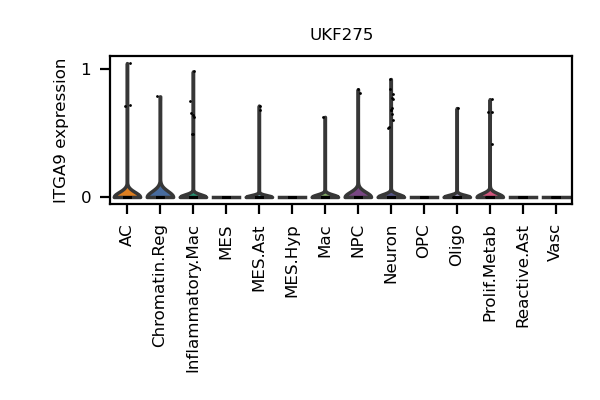 UKF275
ITGA9 expression
1
0
AC
Chromatin.Reg
Inflammatory.Mac
MES
MES.Ast
MES.Hyp
Mac
NPC
Neuron
OPC
Oligo
Prolif.Metab
Reactive.Ast
Vasc